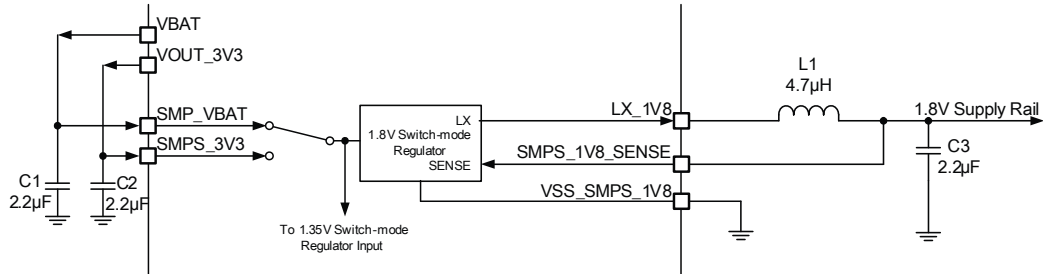 VBAT
VOUT_3V3
SMP_VBAT
SMPS_3V3
C1
2.2μF
C2
2.2μF
LX
1.8V Switch-mode
Regulator
SENSE
To 1.35V Switch-mode
Regulator Input
LX_1V8
SMPS_1V8_SENSE
VSS_SMPS_1V8
L1
4.7μH
1.8V Supply Rail
C3
2.2μF